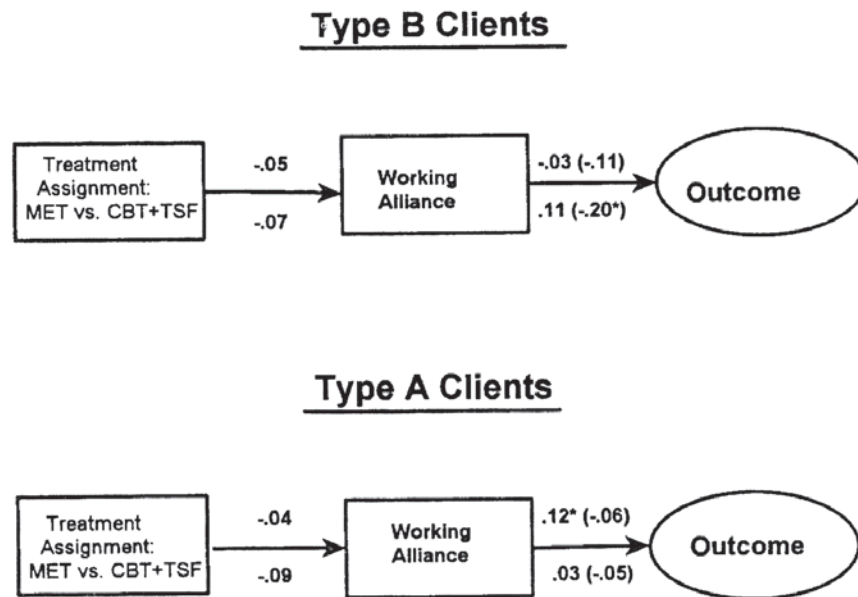 Type B Clients
Treatment
Assignment:
MET vs. CBT+TSF
-.05
-.07
Working
Alliance
-.03 (-.11)
.11 (-.20*)
Outcome
Type A Clients
Treatment
Assignment:
MET vs. CBT+TSF
-.04
-.09
Working
Alliance
.12* (-.06)
.03 (-.05)
Outcome